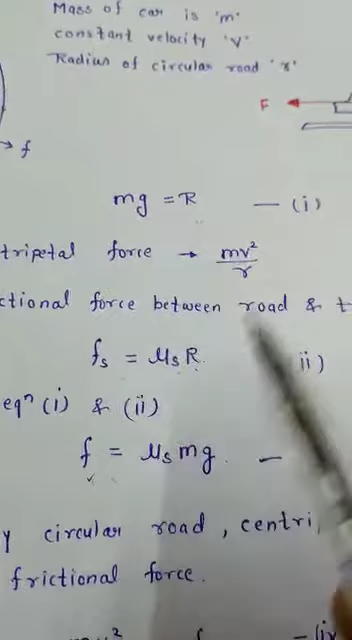 Mass of car is 'm'
constant velocity 'v'
Radius of circular road 'r'
F
f
mg = R — (i)
tripetal force → mv²/r
ctional force between road & t
fs = μs R ii)
eqn (i) & (ii)
f = μs mg. —
y circular road, centri
frictional force.